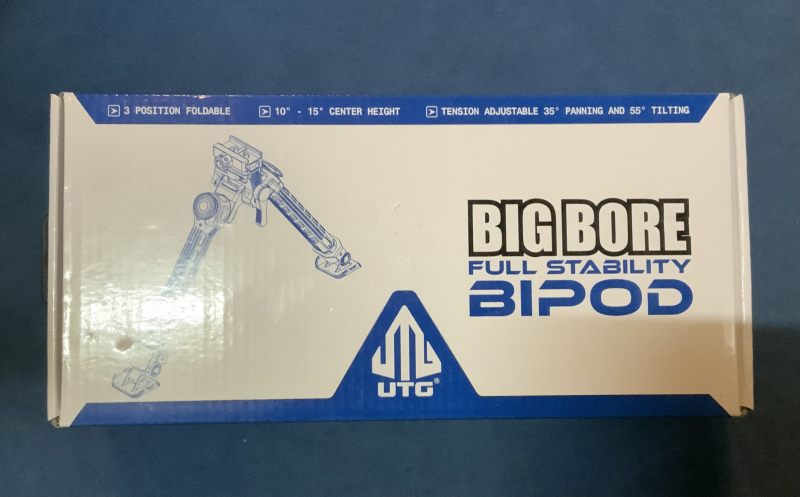 3 POSITION FOLDABLE
10" - 15" CENTER HEIGHT
TENSION ADJUSTABLE 35° PANNING AND 55° TILTING
BIG BORE
FULL STABILITY
BIPOD
UTG
UTG®